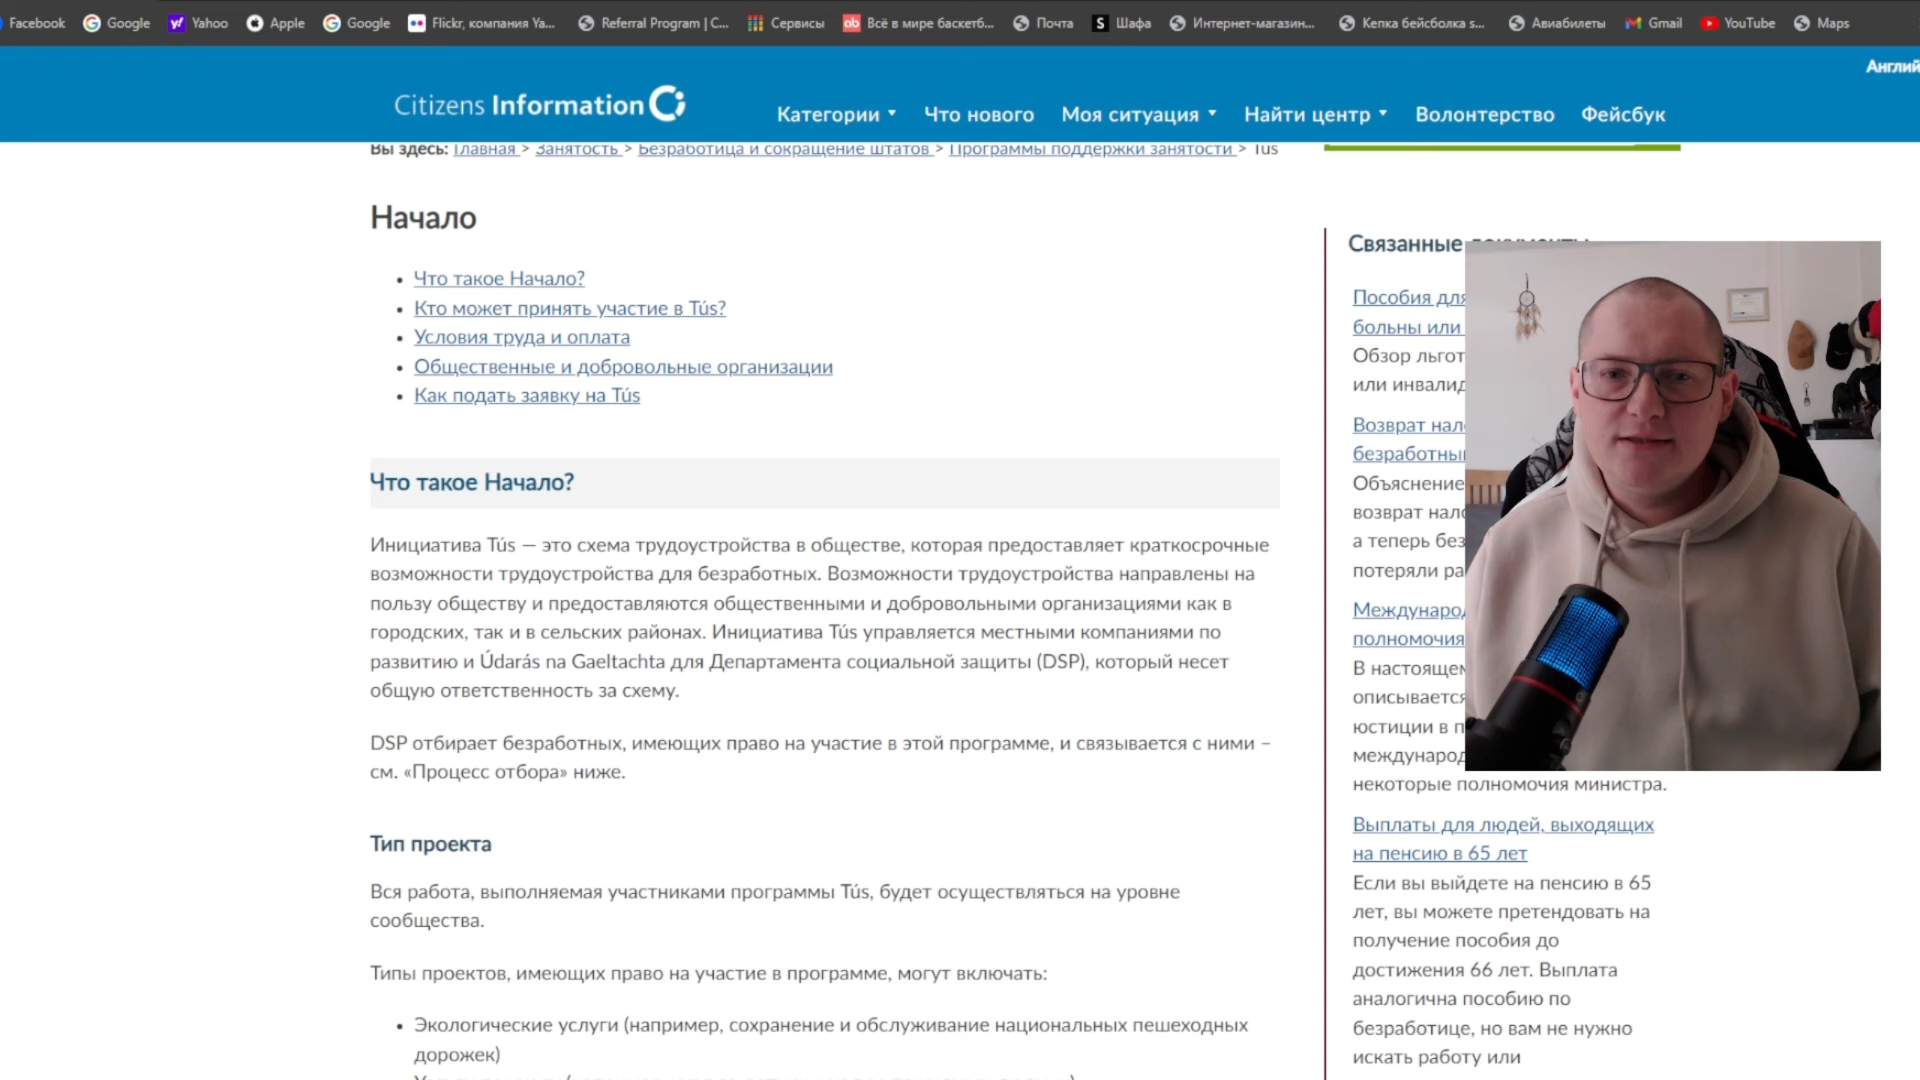 Facebook Google Yahoo Apple Google Flickr, компания Ya... Referral Program | C... Сервисы Всё в мире баскетб... Почта Шафа Интернет-магазин... Кепка бейсболка s... Авиабилеты Gmail YouTube Maps
Англий
Citizens Information
Категории Что нового Моя ситуация Найти центр Волонтерство Фейсбук
Вы здесь: Главная > Занятость > Безработица и сокращение штатов > Программы поддержки занятости > Tús
Начало
• Что такое Начало?
• Кто может принять участие в Tús?
• Условия труда и оплата
• Общественные и добровольные организации
• Как подать заявку на Tús
Что такое Начало?
Инициатива Tús — это схема трудоустройства в обществе, которая предоставляет краткосрочные
возможности трудоустройства для безработных. Возможности трудоустройства направлены на
пользу обществу и предоставляются общественными и добровольными организациями как в
городских, так и в сельских районах. Инициатива Tús управляется местными компаниями по
развитию и Údarás na Gaeltachta для Департамента социальной защиты (DSP), который несет
общую ответственность за схему.
DSP отбирает безработных, имеющих право на участие в этой программе, и связывается с ними –
см. «Процесс отбора» ниже.
Тип проекта
Вся работа, выполняемая участниками программы Tús, будет осуществляться на уровне
сообщества.
Типы проектов, имеющих право на участие в программе, могут включать:
• Экологические услуги (например, сохранение и обслуживание национальных пешеходных
дорожек)
Связанные
Пособия для
больны или
Обзор льгот
или инвалид
Возврат нал
безработны
Объяснение
возврат нало
а теперь без
потеряли ра
Международ
полномочия
В настоящем
описывается
юстиции в п
международ
некоторые полномочия министра.
Выплаты для людей, выходящих
на пенсию в 65 лет
Если вы выйдете на пенсию в 65
лет, вы можете претендовать на
получение пособия до
достижения 66 лет. Выплата
аналогична пособию по
безработице, но вам не нужно
искать работу или